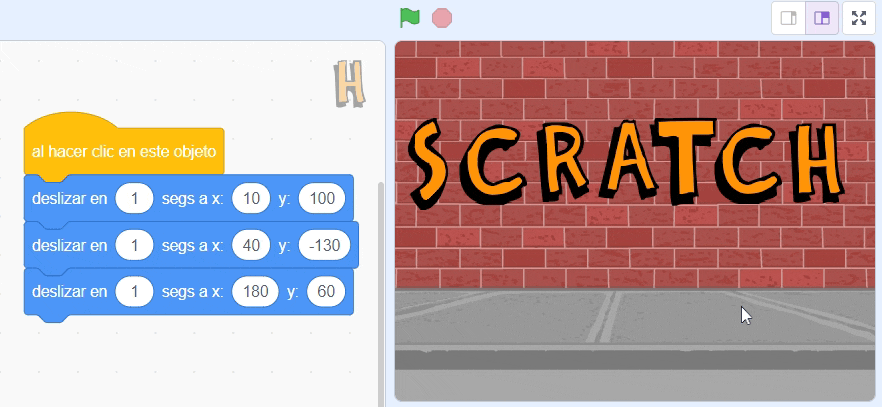 H
al hacer clic en este objeto
deslizar en 1 segs a x: 10 y: 100
deslizar en 1 segs a x: 40 y: -130
deslizar en 1 segs a x: 180 y: 60
SCRATCH